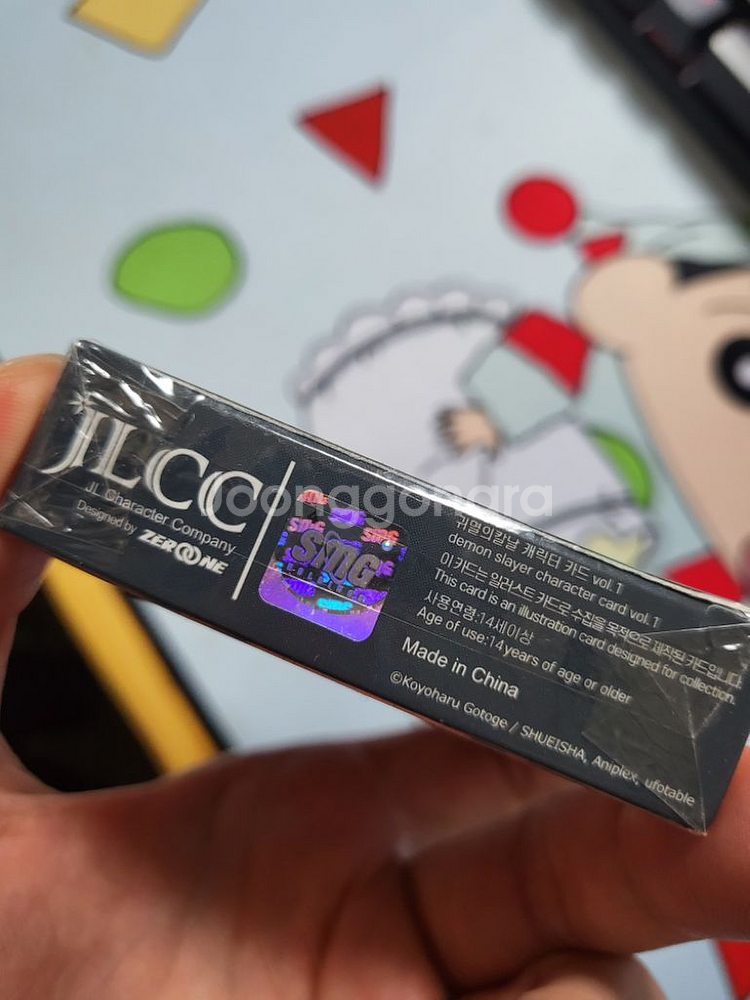 JLCC
JL Character Company
Designed by ZEROONE
SMG
귀멸의칼날 캐릭터 카드 vol.1
demon slayer character card vol.1
이 카드는 일러스트 카드로 수집을 목적으로 제작된 카드입니다.
This card is an illustration card designed for collection.
사용연령:14세이상
Age of use:14years of age or older
Made in China
©Koyoharu Gotoge / SHUEISHA, Aniplex, ufotable
Joonggonara